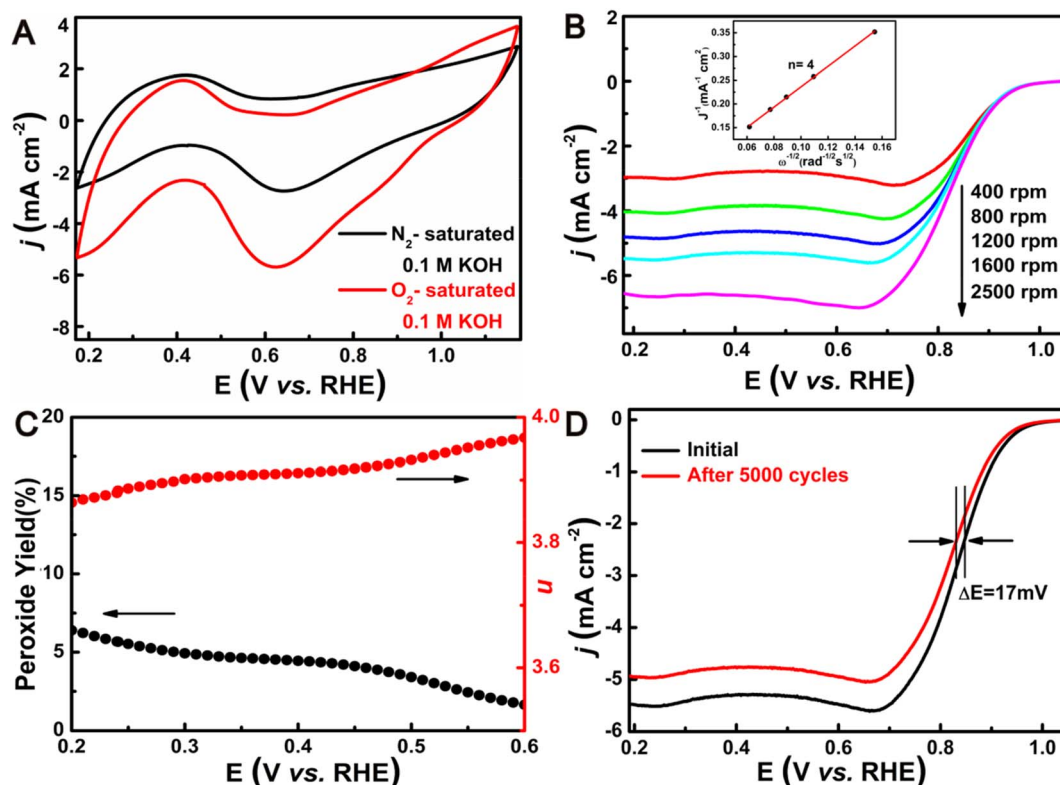 A
4
2
0
-2
-4
-6
-8
j (mA cm-2)
N2- saturated
0.1 M KOH
O2- saturated
0.1 M KOH
0.2 0.4 0.6 0.8 1.0
E (V vs. RHE)
B
0.35
0.30
0.25
0.20
0.15
J-1(mA-1 cm2)
n= 4
0.06 0.08 0.10 0.12 0.14 0.16
ω-1/2(rad-1/2s1/2)
2
0
-2
-4
-6
j (mA cm-2)
400 rpm
800 rpm
1200 rpm
1600 rpm
2500 rpm
0.2 0.4 0.6 0.8 1.0
E (V vs. RHE)
C
20
15
10
5
0
Peroxide Yield(%)
4.0
3.8
3.6
n
0.2 0.3 0.4 0.5 0.6
E (V vs. RHE)
D
0
-1
-2
-3
-4
-5
-6
j (mA cm-2)
Initial
After 5000 cycles
ΔE=17mV
0.2 0.4 0.6 0.8 1.0
E (V vs. RHE)